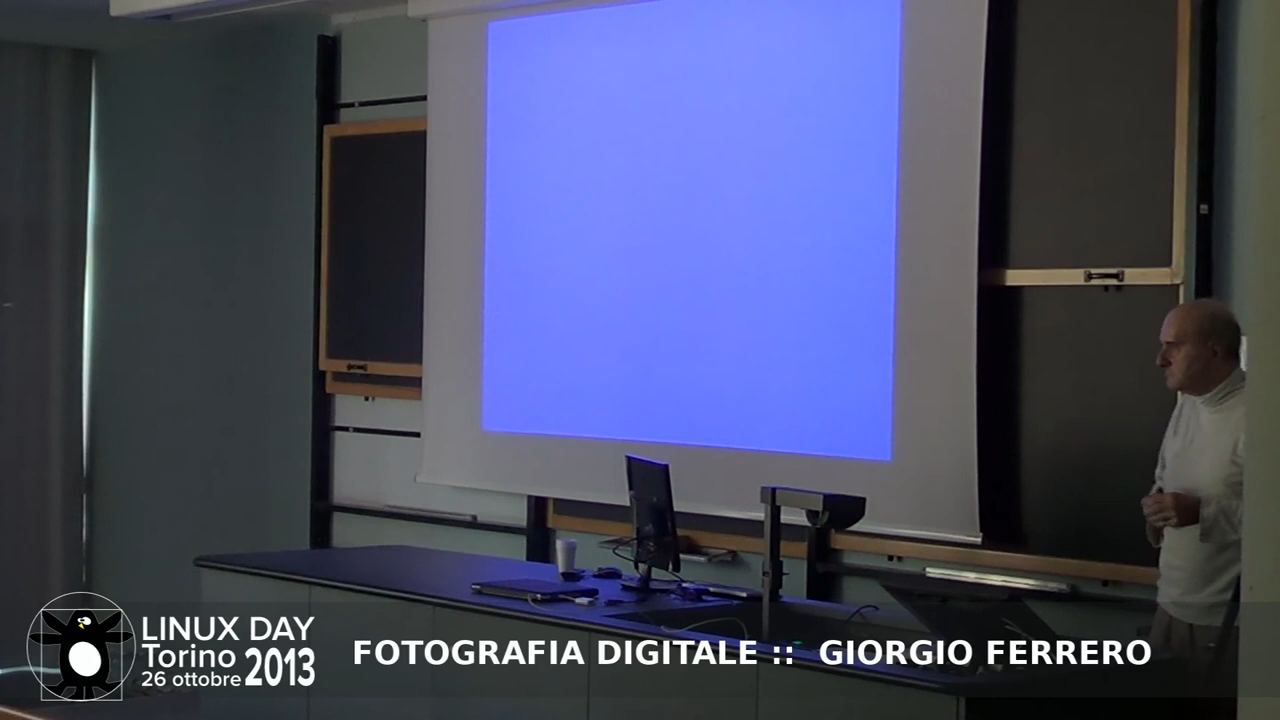 LINUX DAY
Torino
26 ottobre 2013
FOTOGRAFIA DIGITALE :: GIORGIO FERRERO